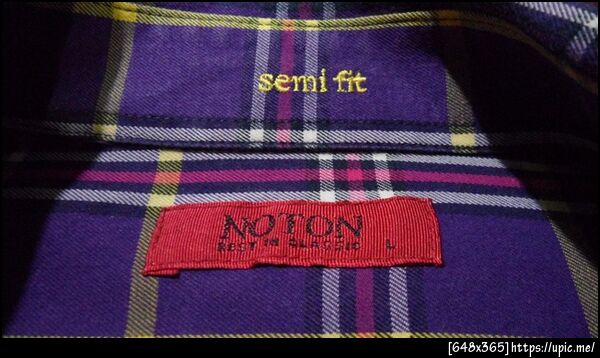 semi fit
NOTON
BEST IN CLASSIC L
[648x365]https://upic.me/